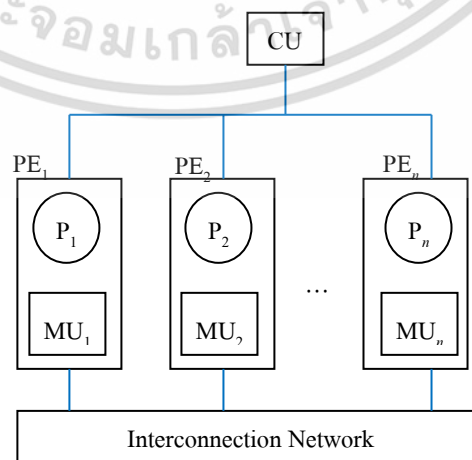 CU
PE₁ PE₂ PEₙ
P₁ P₂ Pₙ
...
MU₁ MU₂ MUₙ
Interconnection Network